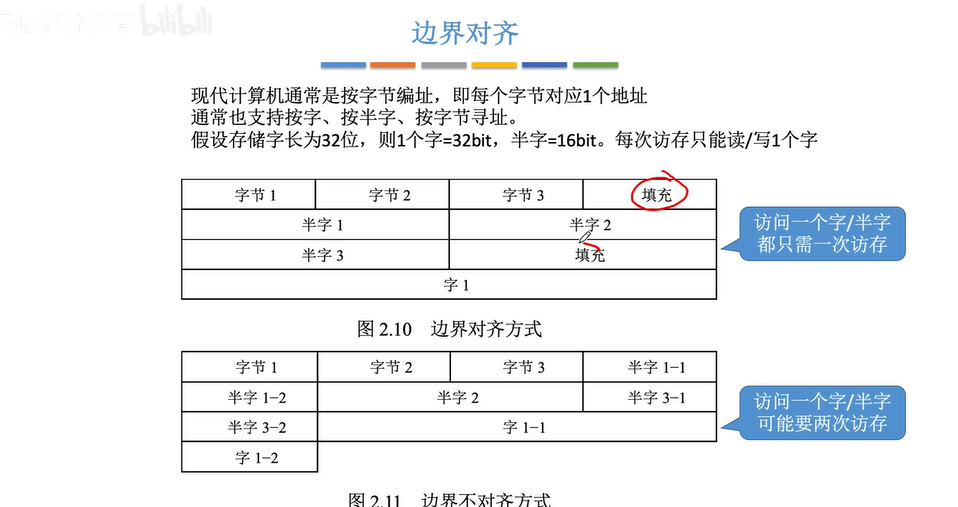 bilibili
边界对齐
现代计算机通常是按字节编址，即每个字节对应1个地址
通常也支持按字、按半字、按字节寻址。
假设存储字长为32位，则1个字=32bit，半字=16bit。每次访存只能读/写1个字
字节 1 字节 2 字节 3 填充
半字 1 半字 2
半字 3 填充
字 1
访问一个字/半字
都只需一次访存
图 2.10 边界对齐方式
字节 1 字节 2 字节 3 半字 1-1
半字 1-2 半字 2 半字 3-1
半字 3-2 字 1-1
字 1-2
访问一个字/半字
可能要两次访存
图 2.11 边界不对齐方式